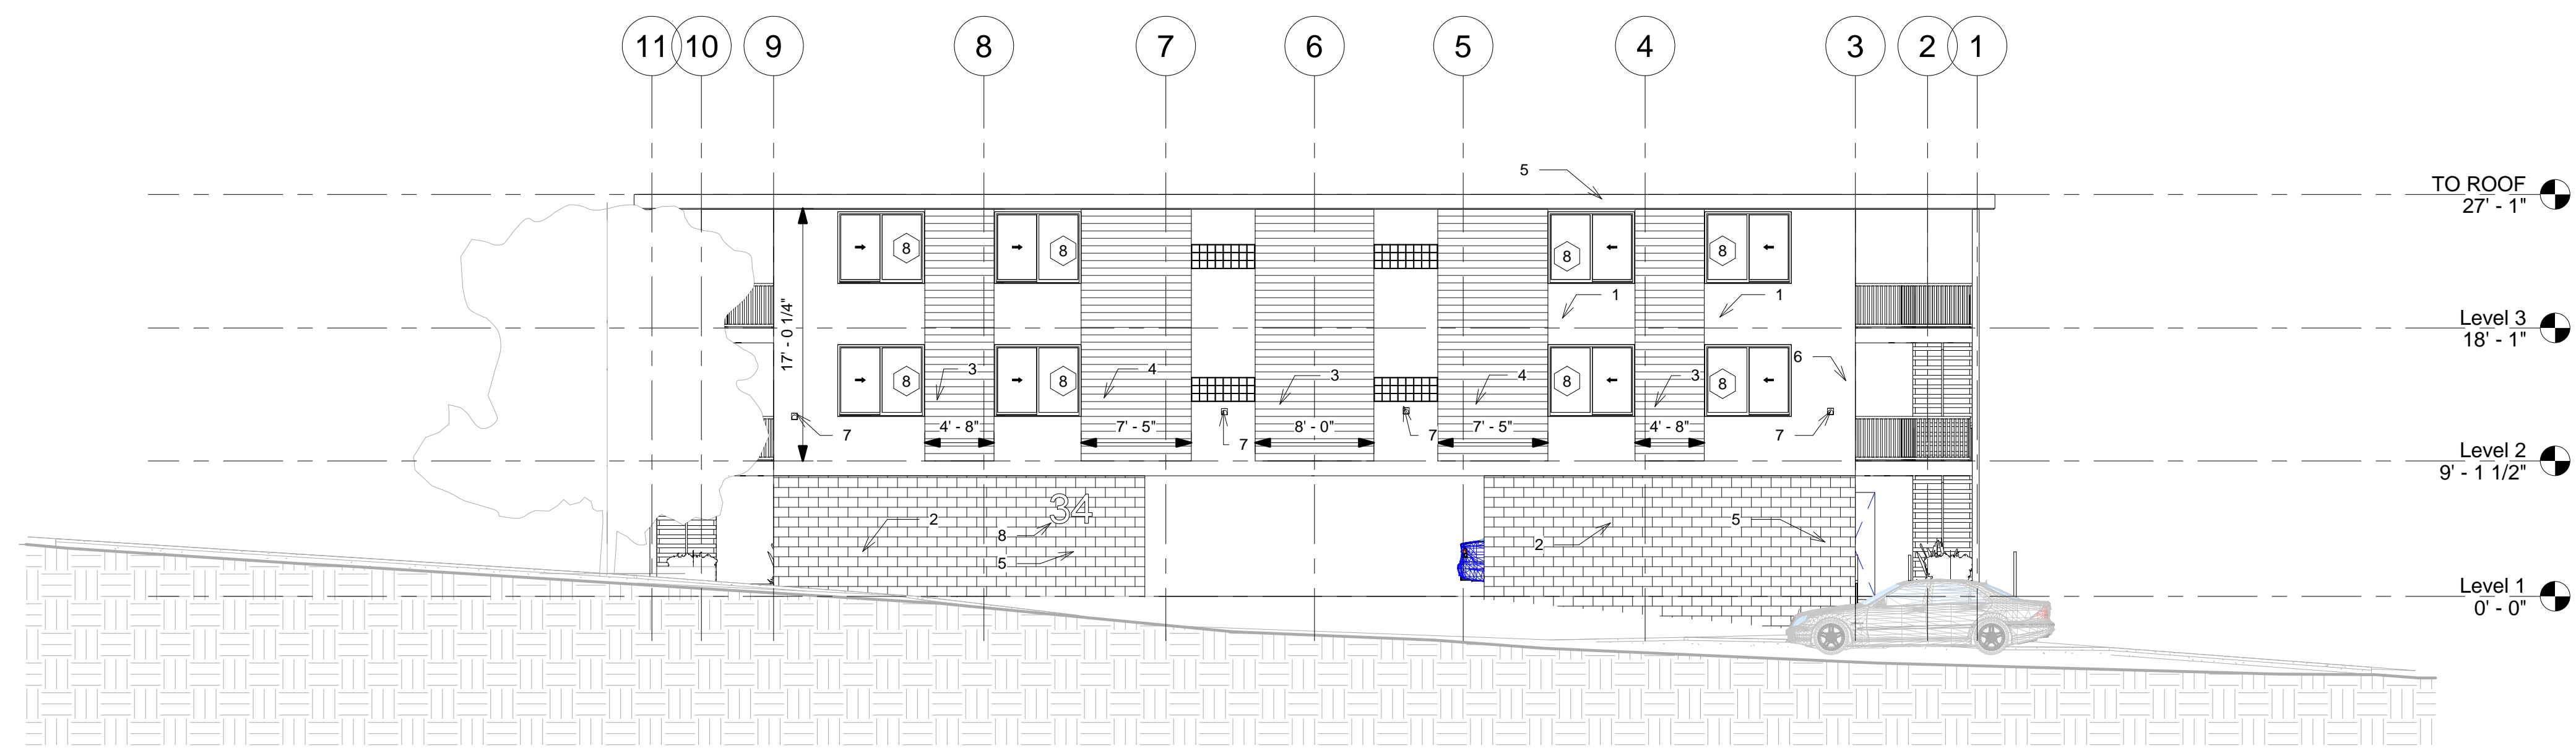 11 10 9 8 7 6 5 4 3 2 1
5
TO ROOF
27' - 1"
8 8 8 8
1 1
17' - 0 1/4"
Level 3
18' - 1"
6
3 4 3 4 3
8 8 8 8
7 7 7 7
4' - 8" 7' - 5" 8' - 0" 7' - 5" 4' - 8"
Level 2
9' - 1 1/2"
34
2 5
8 2
5
Level 1
0' - 0"